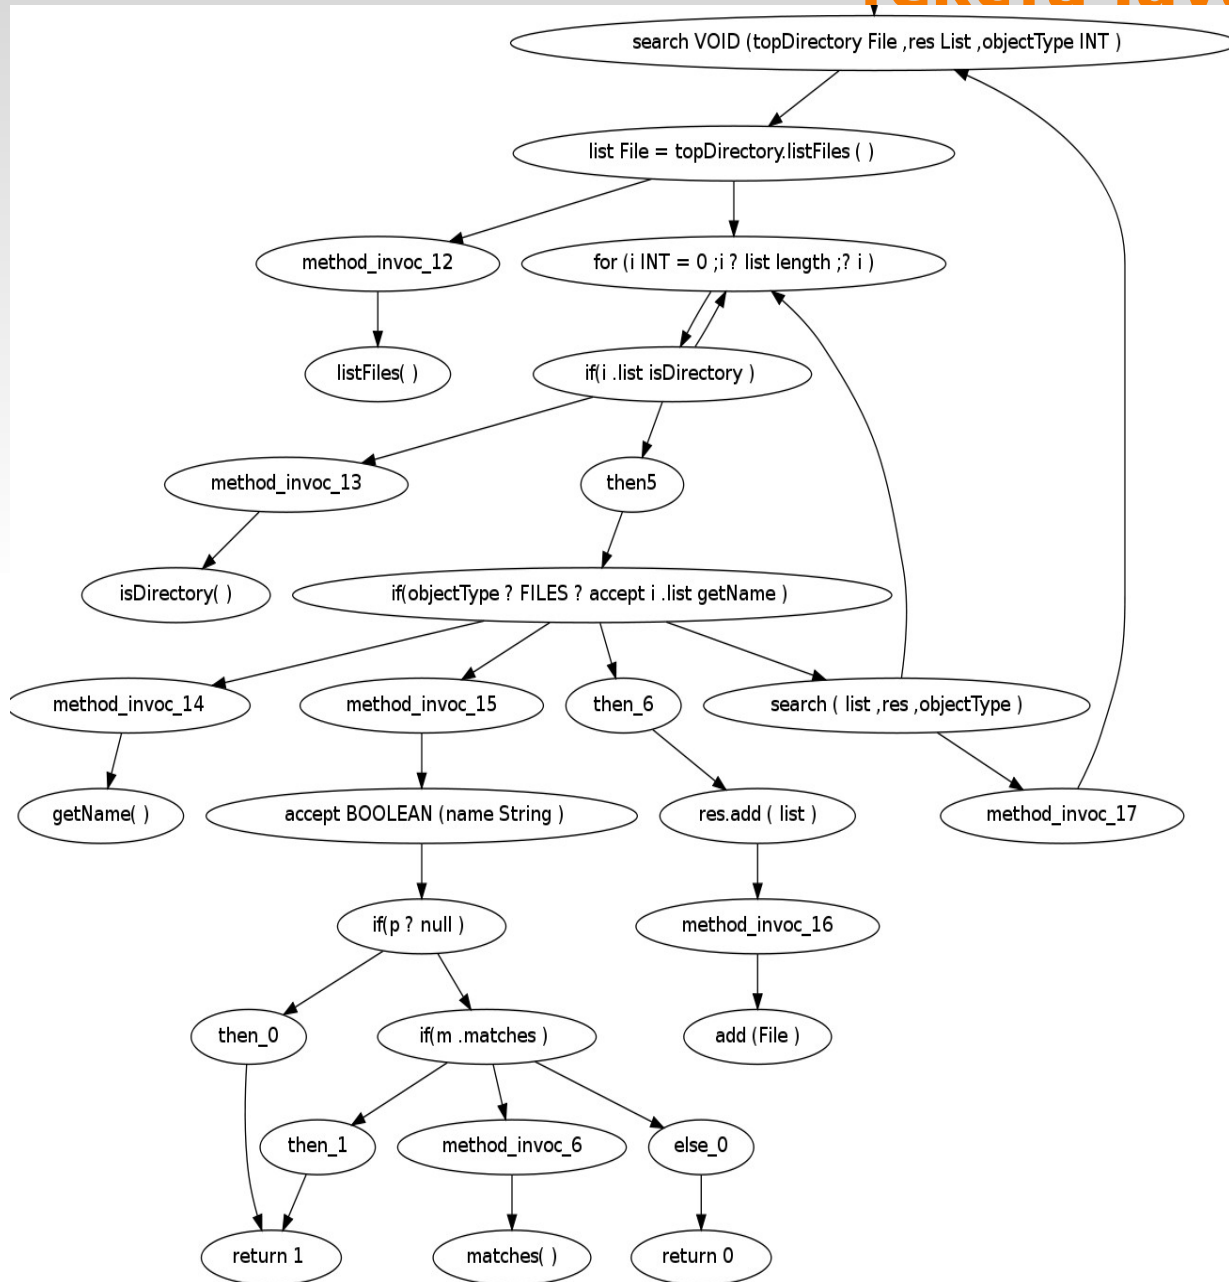 search VOID (topDirectory File ,res List ,objectType INT )
list File = topDirectory.listFiles ( )
method_invoc_12
for (i INT = 0 ;i ? list length ;? i )
listFiles( )
if(i .list isDirectory )
method_invoc_13
then5
isDirectory( )
if(objectType ? FILES ? accept i .list getName )
method_invoc_14
method_invoc_15
then_6
search ( list ,res ,objectType )
getName( )
accept BOOLEAN (name String )
res.add ( list )
method_invoc_17
if(p ? null )
method_invoc_16
then_0
if(m .matches )
add (File )
then_1
method_invoc_6
else_0
return 1
matches( )
return 0